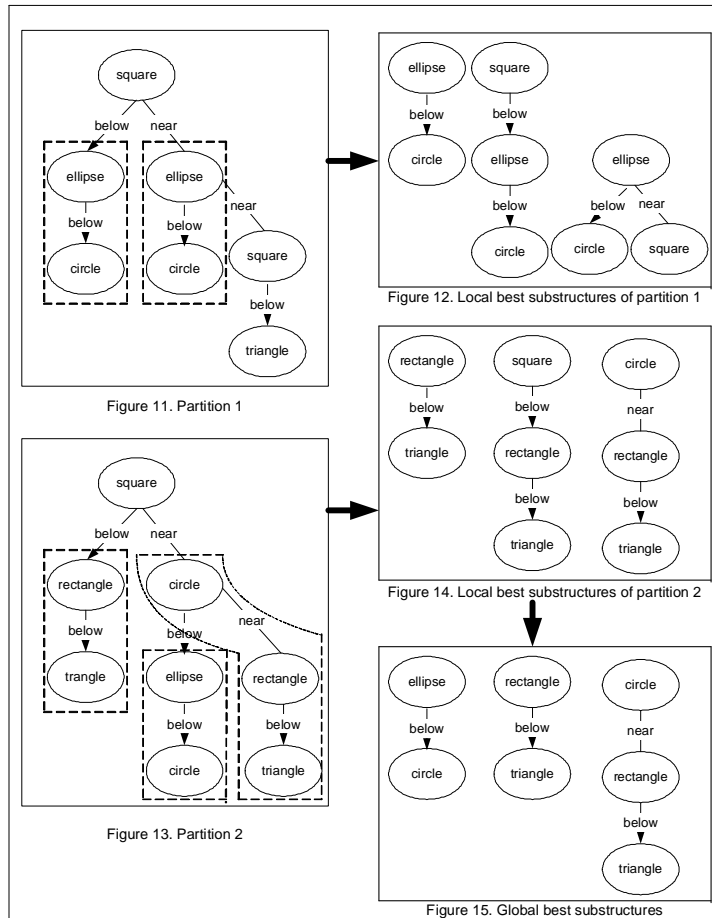 square
below
near
ellipse
ellipse
below
below
near
circle
circle
square
below
triangle
Figure 11. Partition 1
ellipse
square
below
below
circle
ellipse
ellipse
below
below
near
circle
circle
square
Figure 12. Local best substructures of partition 1
square
below
near
rectangle
circle
below
below
near
trangle
ellipse
rectangle
below
below
circle
triangle
Figure 13. Partition 2
rectangle
square
circle
below
below
near
triangle
rectangle
rectangle
below
below
triangle
triangle
Figure 14. Local best substructures of partition 2
ellipse
rectangle
circle
below
below
near
circle
triangle
rectangle
below
triangle
Figure 15. Global best substructures